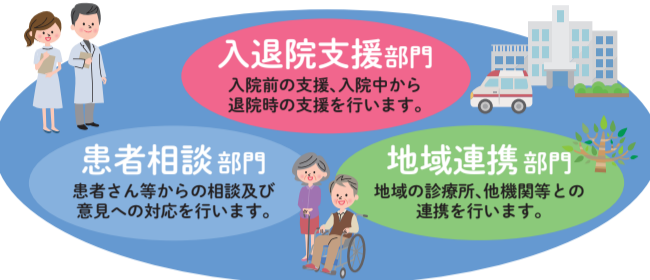 入退院支援部門
入院前の支援、入院中から
退院時の支援を行います。
患者相談部門
患者さん等からの相談及び
意見への対応を行います。
地域連携部門
地域の診療所、他機関等との
連携を行います。